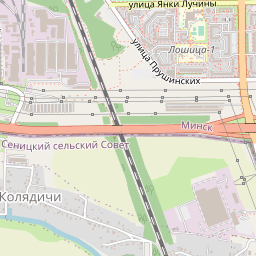 улица Янки Лучины
Лошица-1
улица Прушинских
Минск
Сеницкий сельский Совет
Колядичи